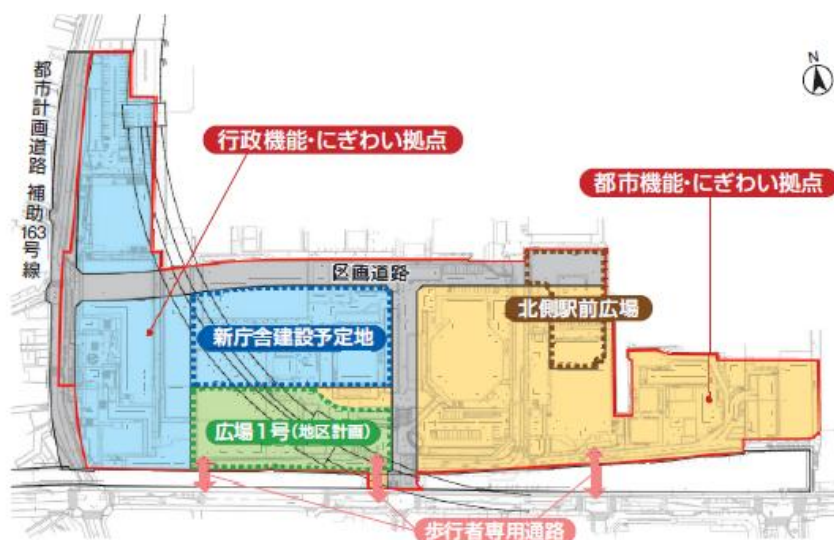 N
都市計画道路 補助163号線
行政機能・にぎわい拠点
都市機能・にぎわい拠点
区画道路
北側駅前広場
新庁舎建設予定地
広場1号(地区計画)
歩行者専用通路